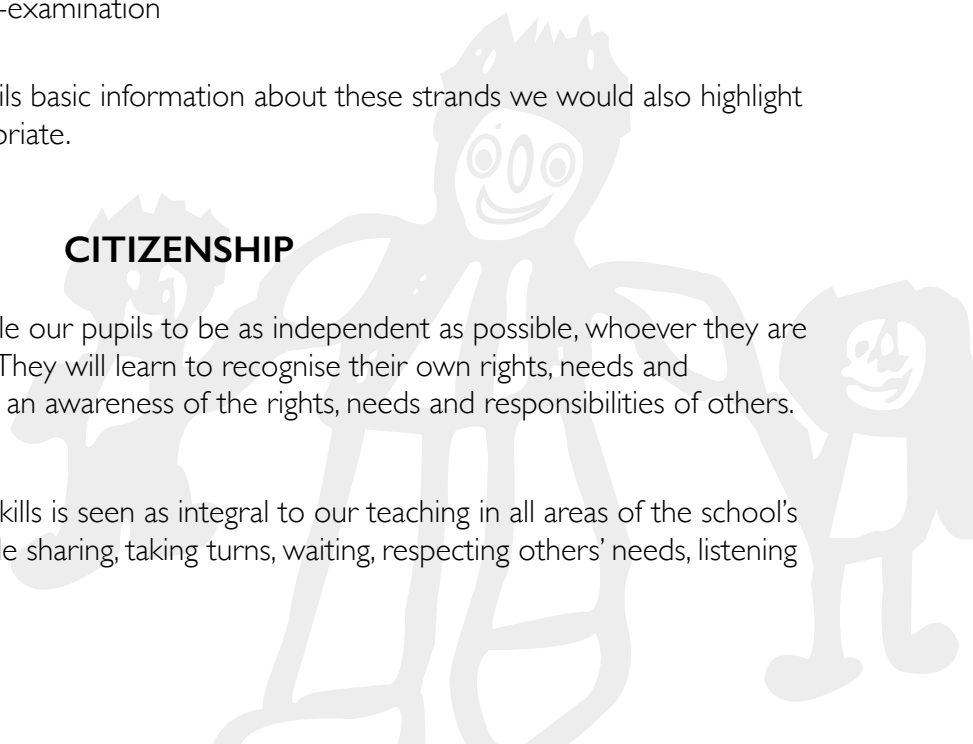 -examination
ils basic information about these strands we would also highlight
oriate.
CITIZENSHIP
le our pupils to be as independent as possible, whoever they are
They will learn to recognise their own rights, needs and
an awareness of the rights, needs and responsibilities of others.
kills is seen as integral to our teaching in all areas of the school’s
le sharing, taking turns, waiting, respecting others’ needs, listening